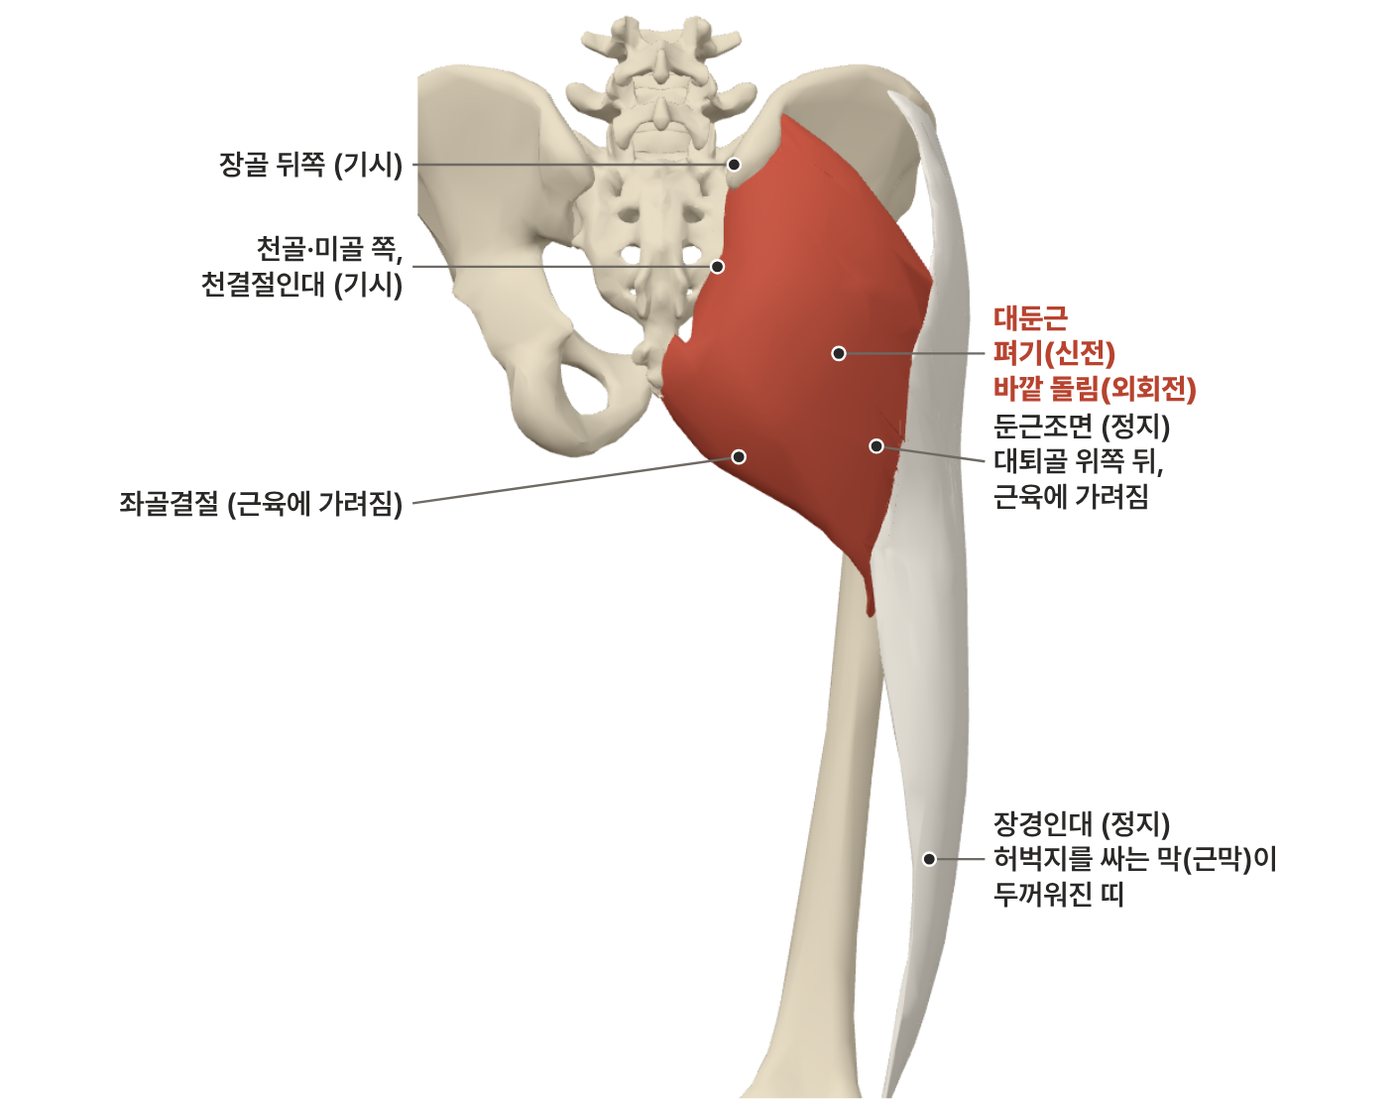 장골 뒤쪽 (기시)
천골·미골 쪽,
천결절인대 (기시)
좌골결절 (근육에 가려짐)
대둔근
펴기(신전)
바깥 돌림(외회전)
둔근조면 (정지)
대퇴골 위쪽 뒤,
근육에 가려짐
장경인대 (정지)
허벅지를 싸는 막(근막)이
두꺼워진 띠